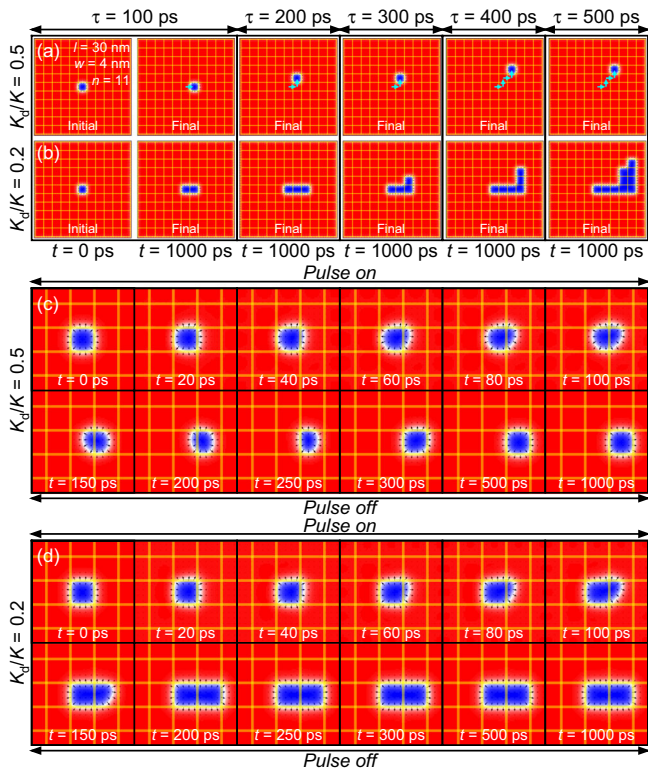 τ = 100 ps τ = 200 ps τ = 300 ps τ = 400 ps τ = 500 ps
K_d/K = 0.5
(a) l = 30 nm
w = 4 nm
n = 11
Initial Final Final Final Final Final
K_d/K = 0.2
(b)
Initial Final Final Final Final Final
t = 0 ps t = 1000 ps t = 1000 ps t = 1000 ps t = 1000 ps t = 1000 ps
Pulse on
K_d/K = 0.5
(c)
t = 0 ps t = 20 ps t = 40 ps t = 60 ps t = 80 ps t = 100 ps
t = 150 ps t = 200 ps t = 250 ps t = 300 ps t = 500 ps t = 1000 ps
Pulse off
Pulse on
K_d/K = 0.2
(d)
t = 0 ps t = 20 ps t = 40 ps t = 60 ps t = 80 ps t = 100 ps
t = 150 ps t = 200 ps t = 250 ps t = 300 ps t = 500 ps t = 1000 ps
Pulse off